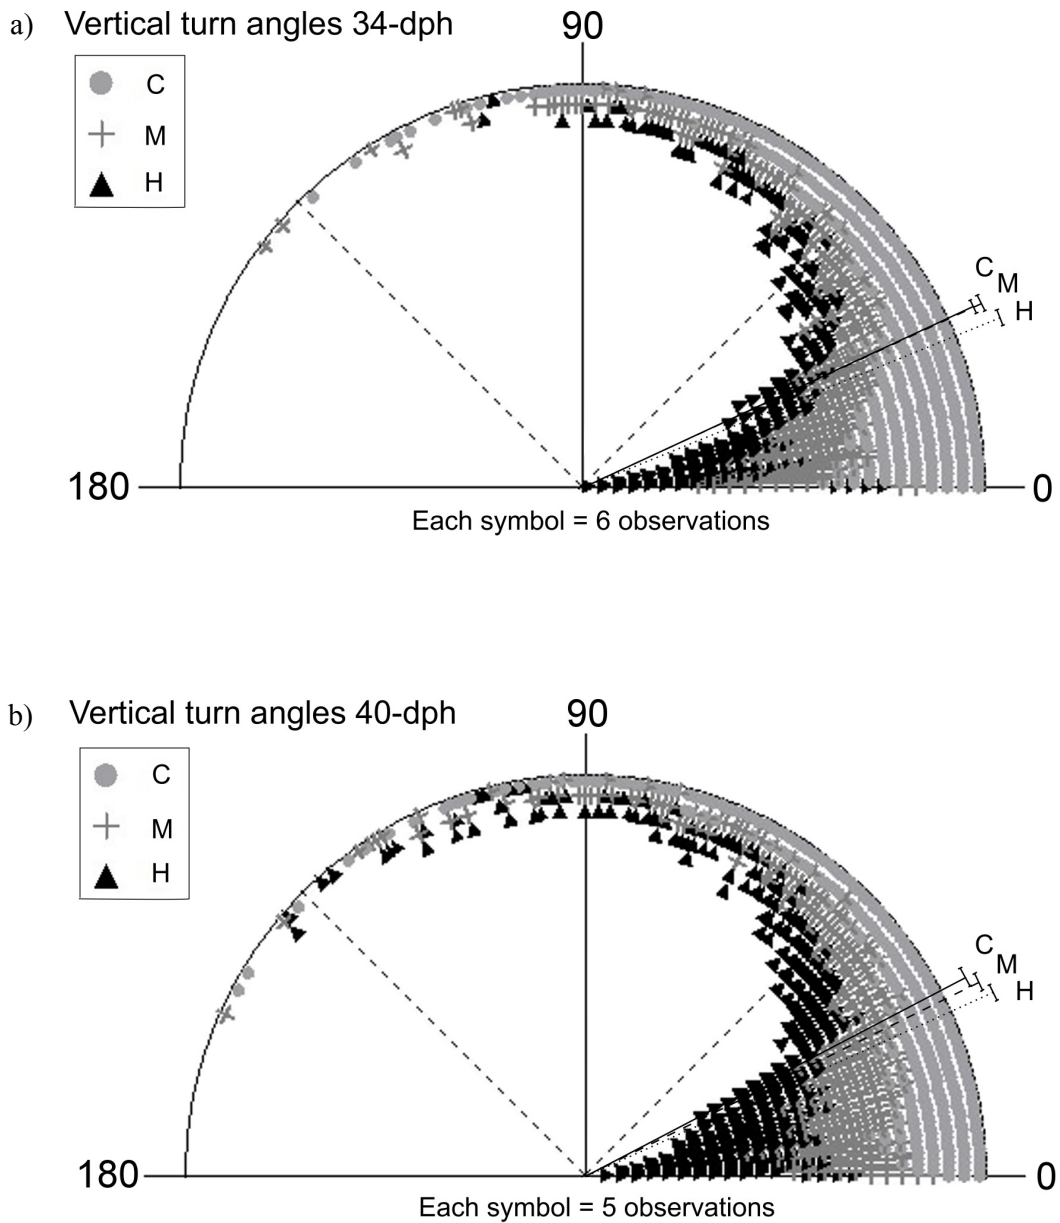 a) Vertical turn angles 34-dph
90
C
M
H
C
M
H
180
0
Each symbol = 6 observations
b) Vertical turn angles 40-dph
90
C
M
H
C
M
H
180
0
Each symbol = 5 observations